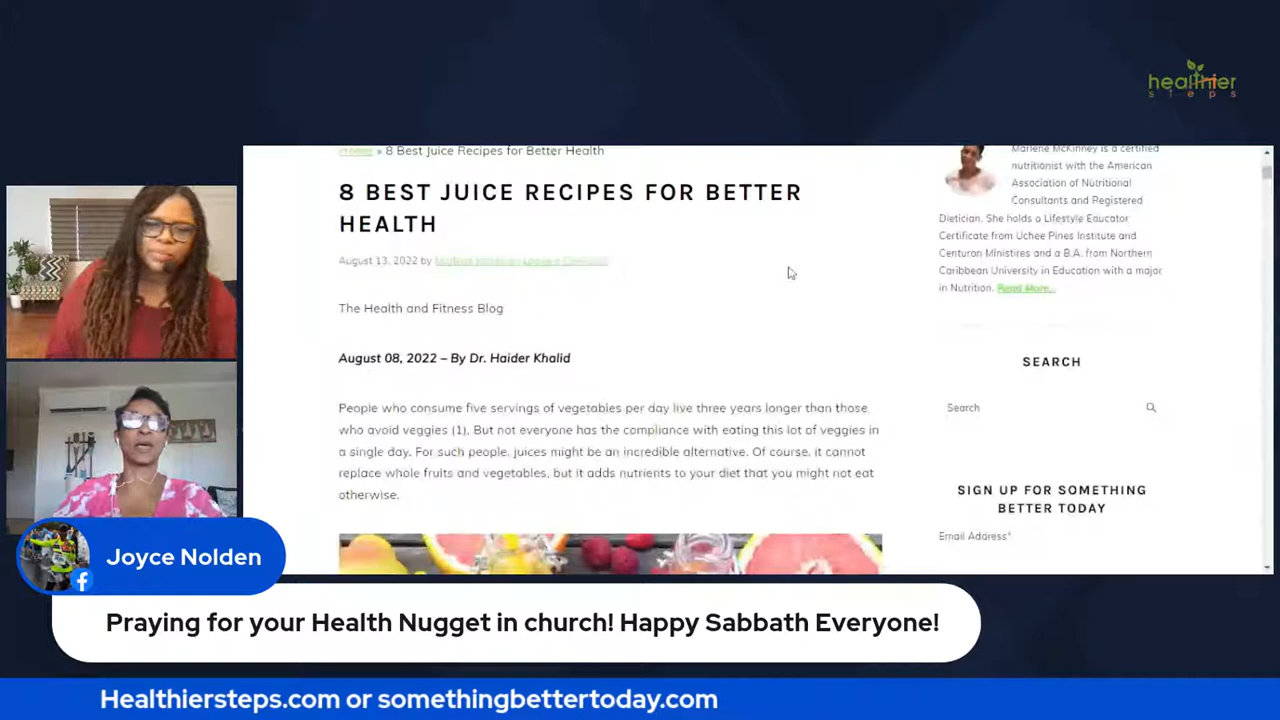 healthier
steps
Home » 8 Best Juice Recipes for Better Health
8 BEST JUICE RECIPES FOR BETTER
HEALTH
August 13, 2022 by
The Health and Fitness Blog
August 08, 2022 – By Dr. Haider Khalid
People who consume five servings of vegetables per day live three years longer than those
who avoid veggies (1). But not everyone has the compliance with eating this lot of veggies in
a single day. For such people, juices might be an incredible alternative. Of course, it cannot
replace whole fruits and vegetables, but it adds nutrients to your diet that you might not eat
otherwise.
Marlene McKinney is a certified
nutritionist with the American
Association of Nutritional
Consultants and Registered
Dietician. She holds a Lifestyle Educator
Certificate from Uchee Pines Institute and
Centurion Ministires and a B.A. from Northern
Caribbean University in Education with a major
in Nutrition. Read More...
SEARCH
Search
SIGN UP FOR SOMETHING
BETTER TODAY
Email Address*
Joyce Nolden
Praying for your Health Nugget in church! Happy Sabbath Everyone!
Healthiersteps.com or somethingbettertoday.com